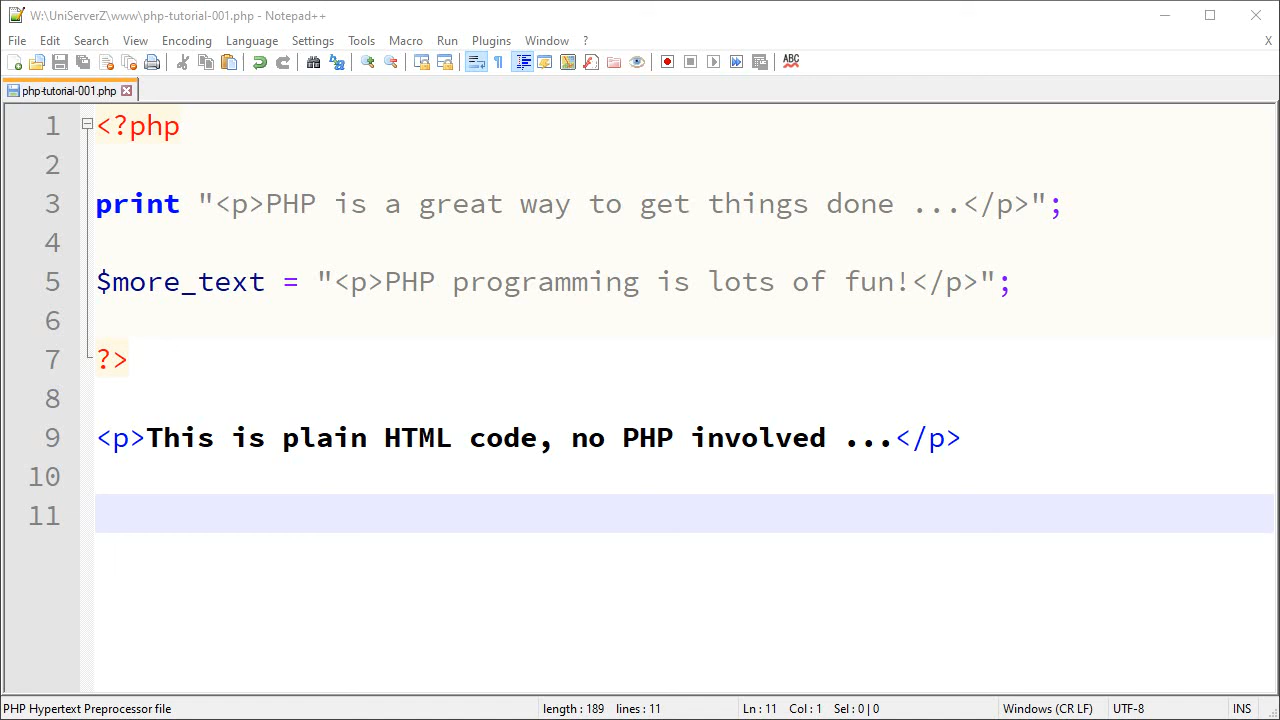 W:\UniServerZ\www\php-tutorial-001.php - Notepad++
File Edit Search View Encoding Language Settings Tools Macro Run Plugins Window ? X
ABC
php-tutorial-001.php
1 <?php
2
3 print "<p>PHP is a great way to get things done ...</p>";
4
5 $more_text = "<p>PHP programming is lots of fun!</p>";
6
7 ?>
8
9 <p>This is plain HTML code, no PHP involved ...</p>
10
11
PHP Hypertext Preprocessor file length : 189 lines : 11 Ln : 11 Col : 1 Sel : 0 | 0 Windows (CR LF) UTF-8 INS